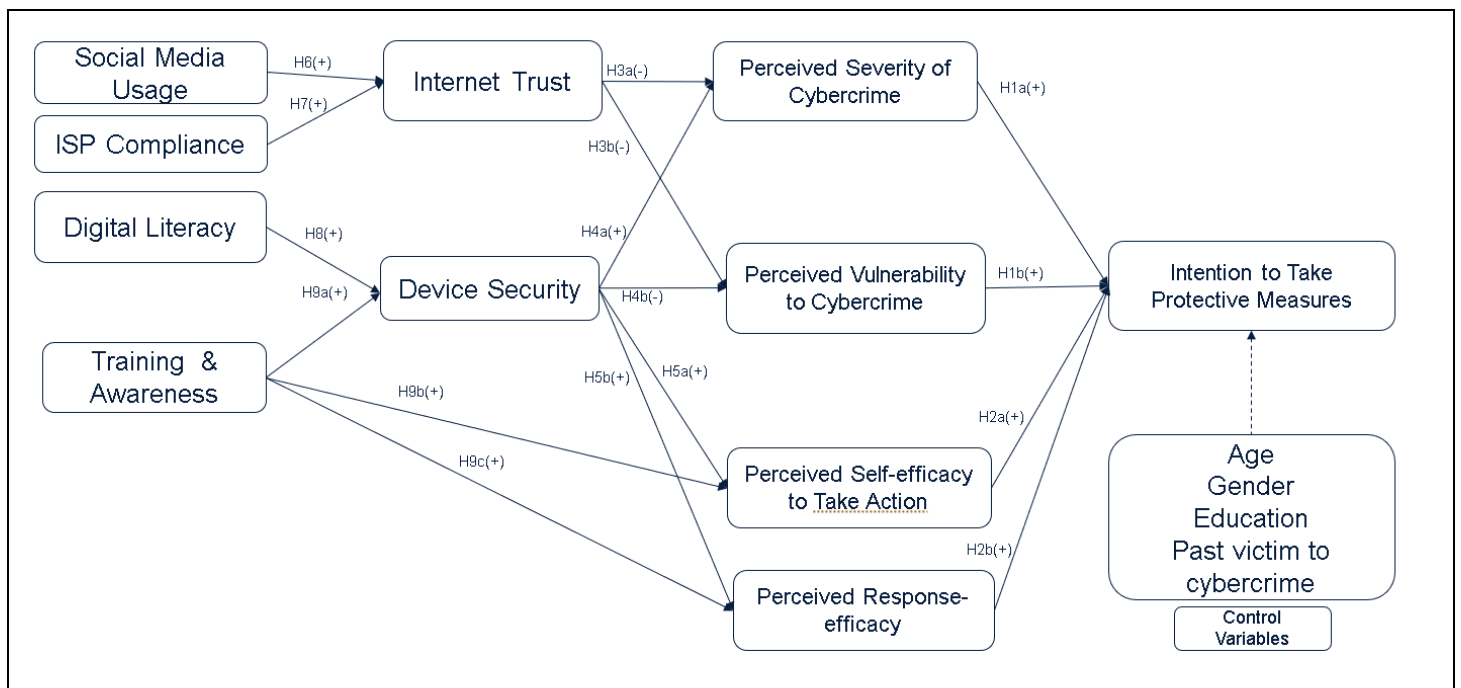 Social Media
Usage
H6(+)
Internet Trust
H3a(-)
Perceived Severity of
Cybercrime
H1a(+)
H7(+)
ISP Compliance
H3b(-)
Digital Literacy
H8(+)
H4a(+)
H9a(+)
Device Security
H4b(-)
Perceived Vulnerability
to Cybercrime
H1b(+)
Intention to Take
Protective Measures
Training &
Awareness
H9b(+)
H5b(+)
H5a(+)
H9c(+)
H2a(+)
Perceived Self-efficacy
to Take Action
H2b(+)
Perceived Response-
efficacy
Age
Gender
Education
Past victim to
cybercrime
Control
Variables